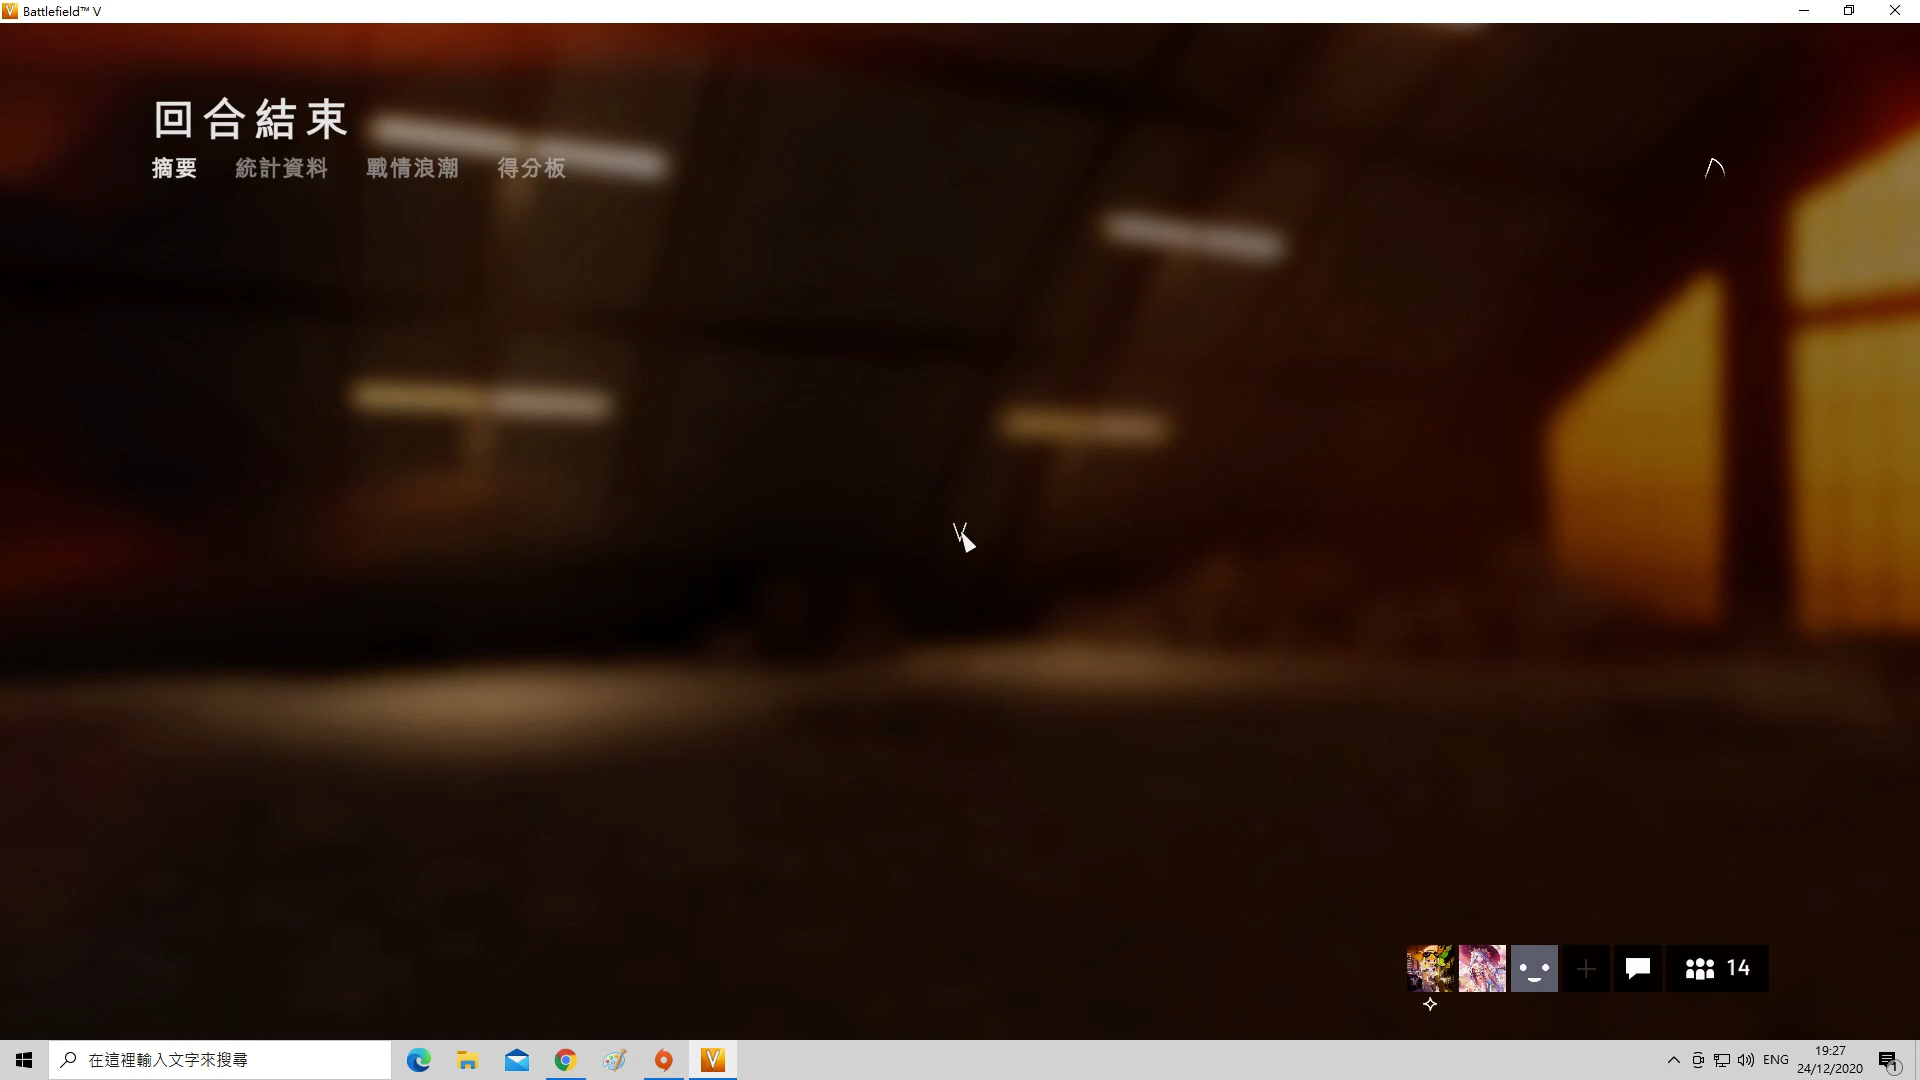 Battlefield™ V
回合結束
摘要 統計資料 戰情浪潮 得分板
14
在這裡輸入文字來搜尋
ENG
19:27
24/12/2020
1